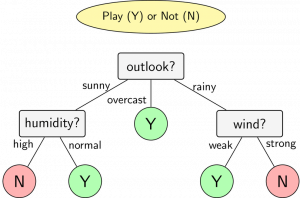 Play (Y) or Not (N)
outlook?
sunny
overcast
rainy
humidity?
Y
wind?
high
normal
weak
strong
N
Y
Y
N